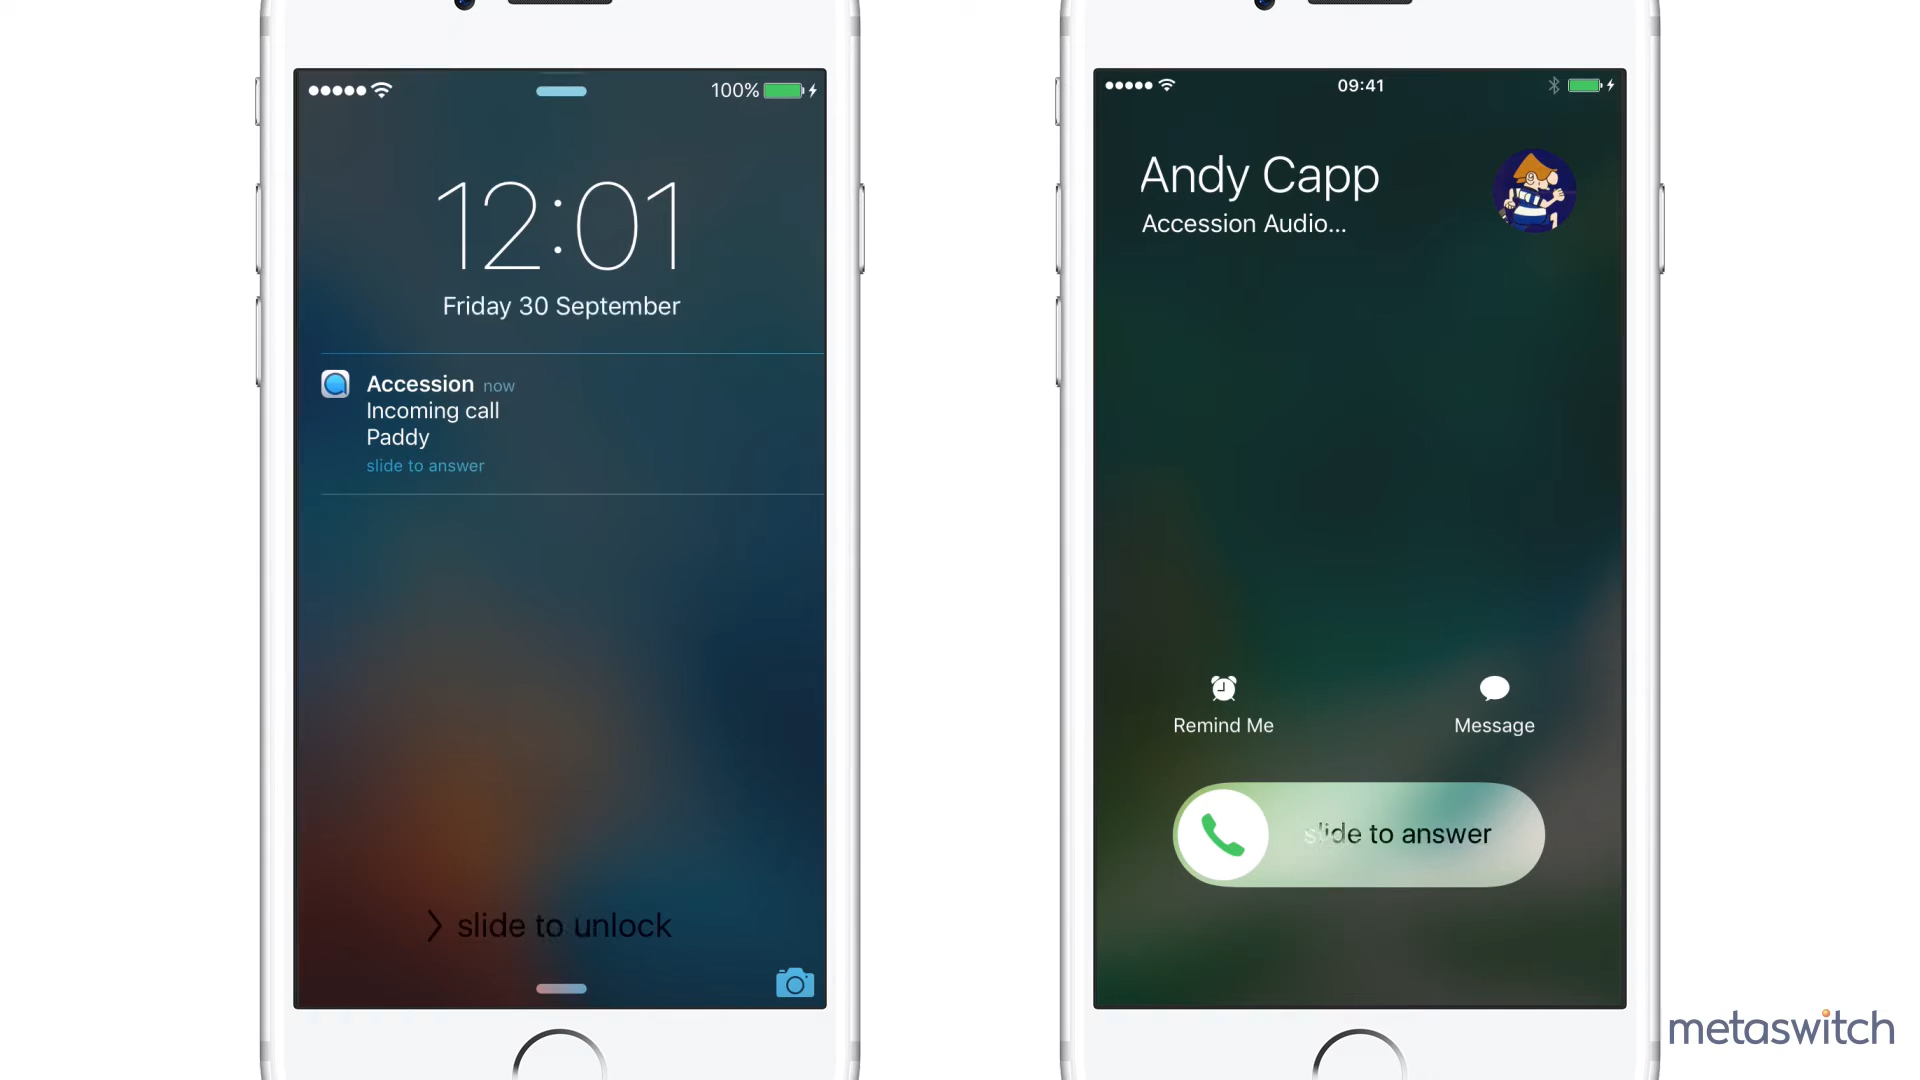 100%
12:01
Friday 30 September
Accession now
Incoming call
Paddy
slide to answer
slide to unlock
09:41
Andy Capp
Accession Audio...
Remind Me
Message
slide to answer
metaswitch